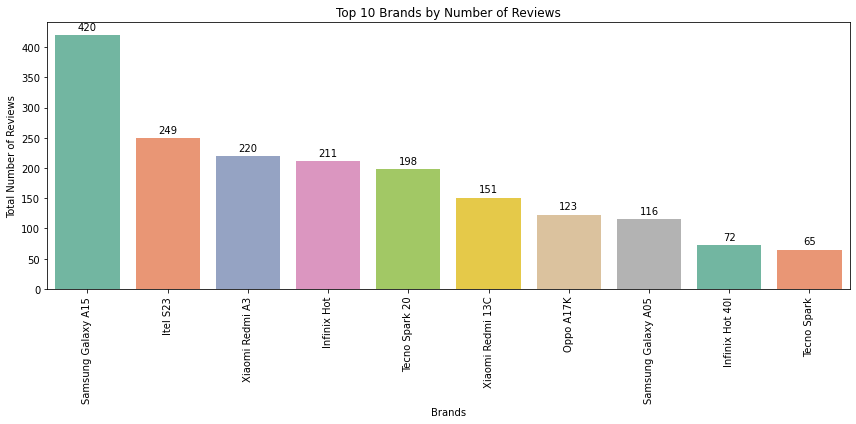 Top 10 Brands by Number of Reviews
Total Number of Reviews
400
350
300
250
200
150
100
50
0
420
249
220
211
198
151
123
116
72
65
Samsung Galaxy A15
Itel S23
Xiaomi Redmi A3
Infinix Hot
Tecno Spark 20
Xiaomi Redmi 13C
Oppo A17K
Samsung Galaxy A05
Infinix Hot 40I
Tecno Spark
Brands